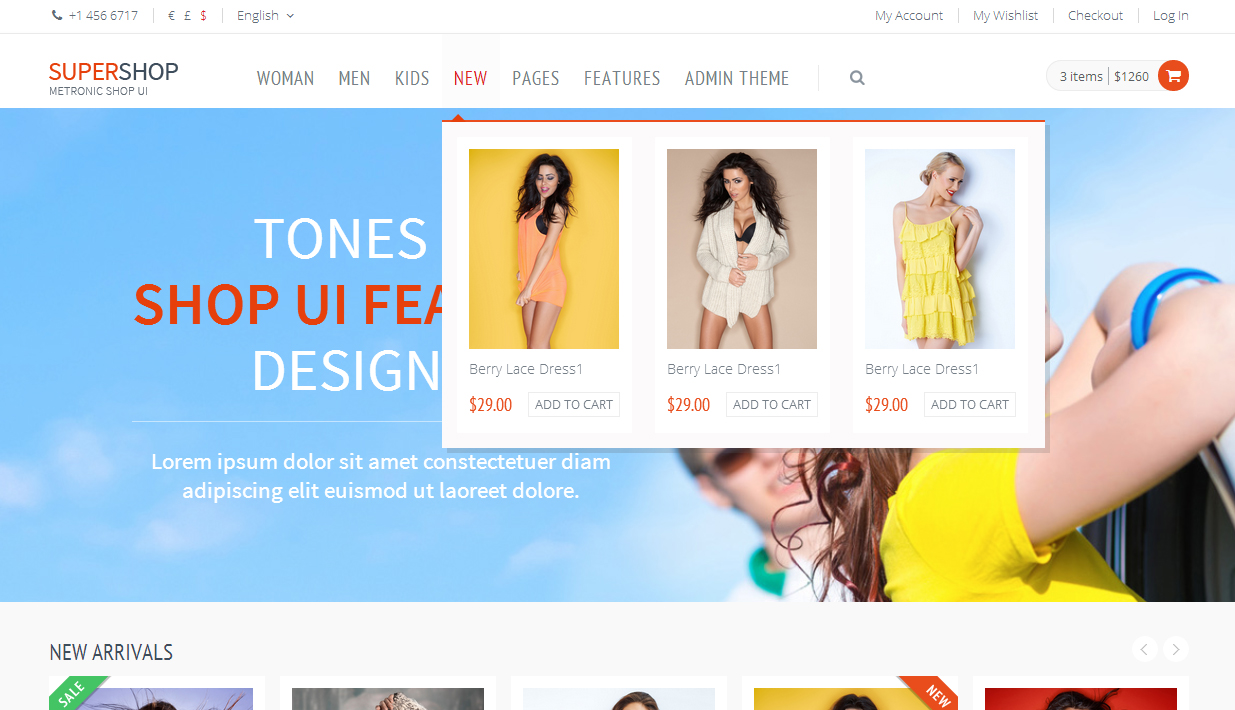 +1 456 6717
€ £ $
English
My Account
My Wishlist
Checkout
Log In
SUPERSHOP
METRONIC SHOP UI
WOMAN
MEN
KIDS
NEW
PAGES
FEATURES
ADMIN THEME
3 items
$1260
TONES
SHOP UI FEA
DESIGN
Lorem ipsum dolor sit amet constectetuer diam
adipiscing elit euismod ut laoreet dolore.
Berry Lace Dress1
$29.00
ADD TO CART
Berry Lace Dress1
$29.00
ADD TO CART
Berry Lace Dress1
$29.00
ADD TO CART
NEW ARRIVALS
SALE
NEW